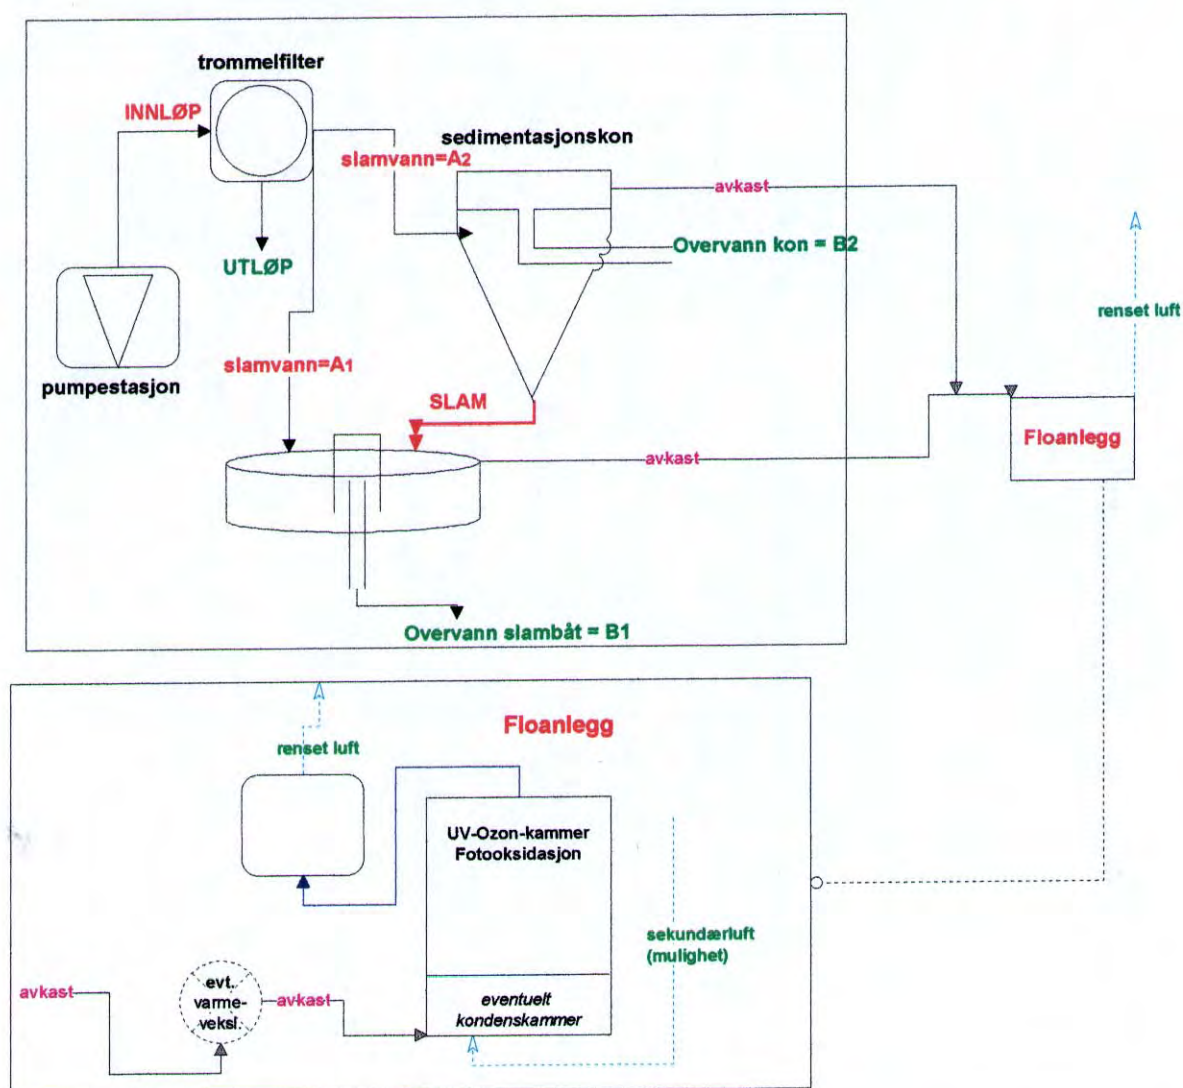 trommelfilter
INNLØP
sedimentasjonskon
slamvann=A2
avkast
Overvann kon = B2
UTLØP
renset luft
slamvann=A1
pumpestasjon
SLAM
Floanlegg
avkast
Overvann slambåt = B1
Floanlegg
renset luft
UV-Ozon-kammer
Fotooksidasjon
sekundærluft
(mulighet)
evt.
varme-
veksl.
avkast
avkast
eventuelt
kondenskammer